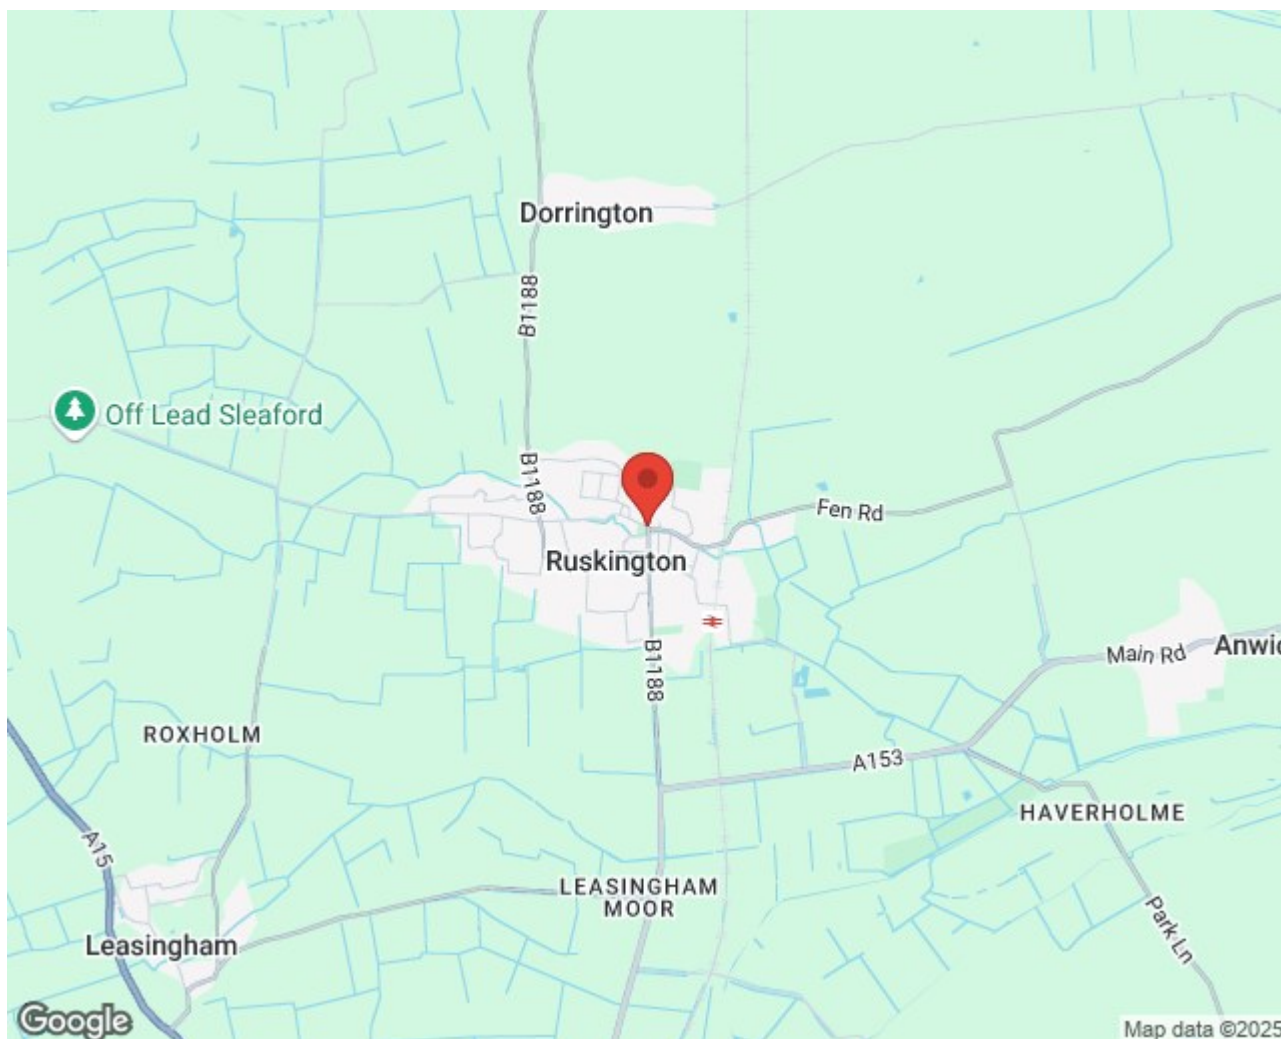 Dorrington
B1188
Off Lead Sleaford
B1188
Fen Rd
Ruskington
B1188
Main Rd
Anwic
ROXHOLM
A153
HAVERHOLME
A15
LEASINGHAM
MOOR
Park Ln
Leasingham
Google
Map data ©2025